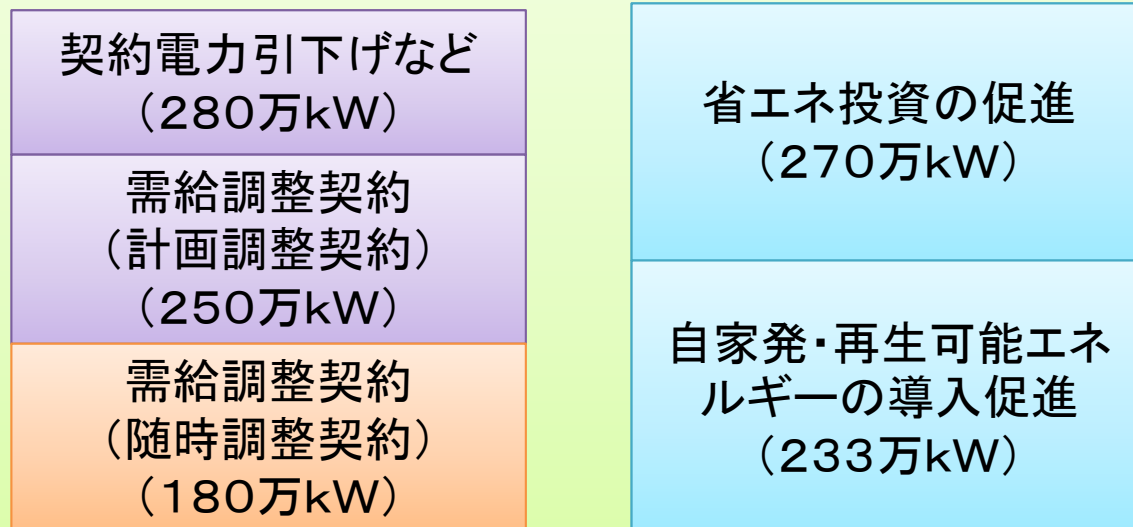 契約電力引下げなど
（２８０万ｋＷ）
需給調整契約
（計画調整契約）
（２５０万ｋＷ）
需給調整契約
（随時調整契約）
（１８０万ｋＷ）
省エネ投資の促進
（２７０万ｋＷ）
自家発・再生可能エネ
ルギーの導入促進
（２３３万ｋＷ）